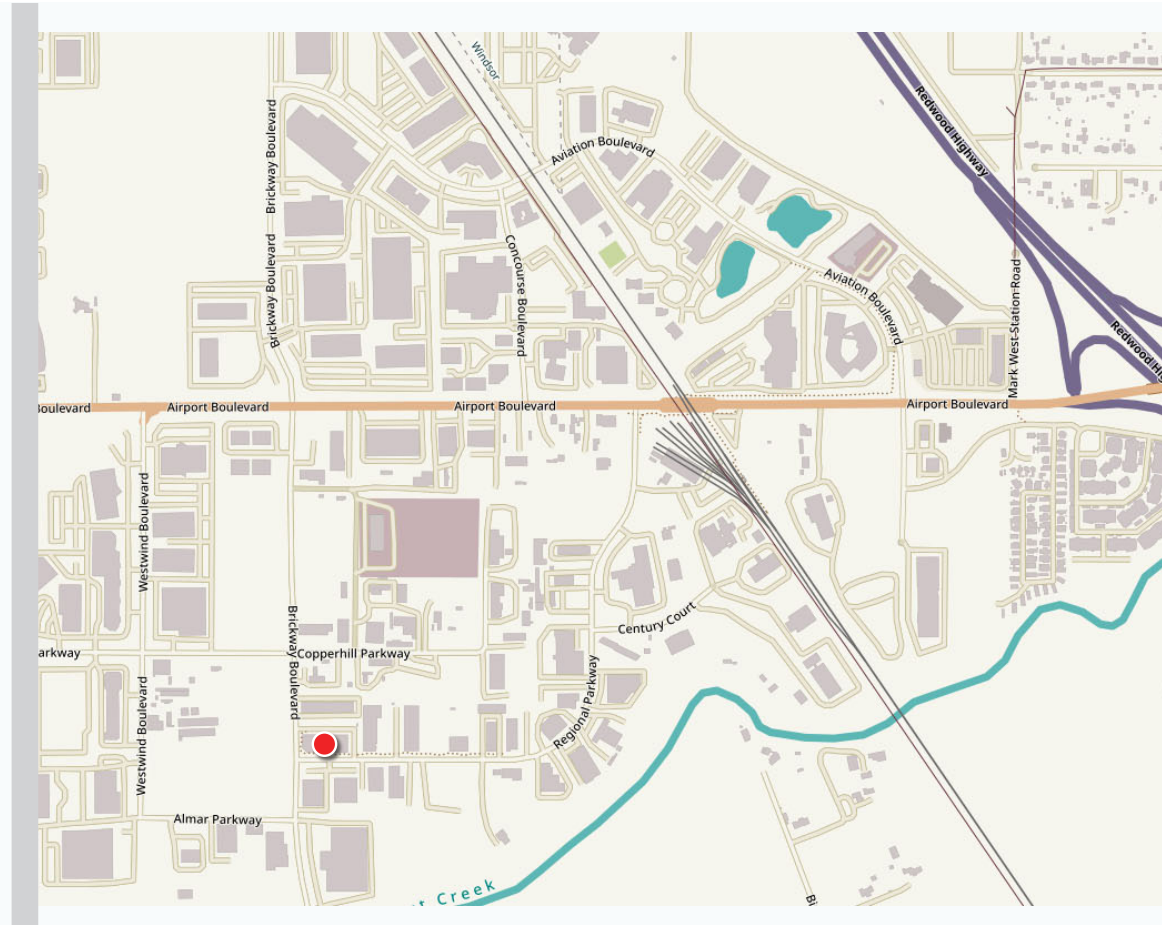 Windsor
Redwood Highway
Brickway Boulevard
Aviation Boulevard
Brickway Boulevard
Concourse Boulevard
Aviation Boulevard
Mark West Station Road
Redwood Hig
Boulevard
Airport Boulevard
Airport Boulevard
Airport Boulevard
Westwind Boulevard
Brickway Boulevard
Century Court
arkway
Copperhill Parkway
Regional Parkway
Westwind Boulevard
Almar Parkway
t Creek
Bi